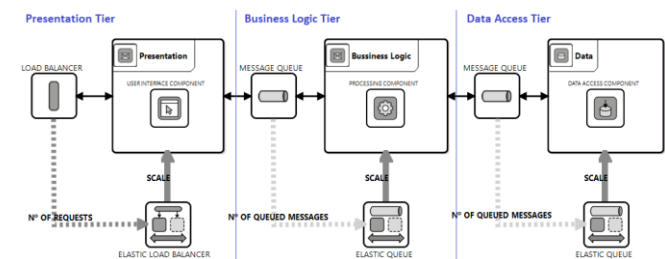 Presentation Tier
Business Logic Tier
Data Access Tier
Presentation
Bussiness Logic
Data
LOAD BALANCER
USER INTERFACE COMPONENT
MESSAGE QUEUE
PROCESSING COMPONENT
MESSAGE QUEUE
DATA ACCESS COMPONENT
SCALE
SCALE
SCALE
Nº OF REQUESTS
Nº OF QUEUED MESSAGES
Nº OF QUEUED MESSAGES
ELASTIC LOAD BALANCER
ELASTIC QUEUE
ELASTIC QUEUE